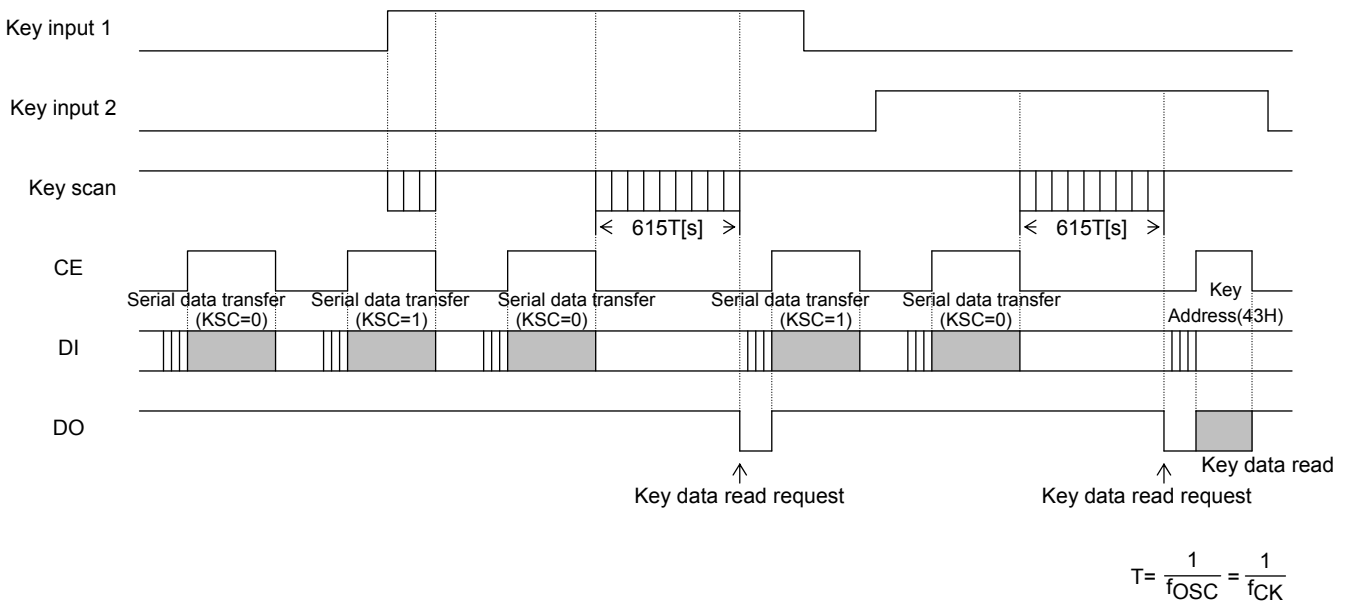 Key input 1
Key input 2
Key scan
615T[s]
615T[s]
CE
Serial data transfer
(KSC=0)
Serial data transfer
(KSC=1)
Serial data transfer
(KSC=0)
Serial data transfer
(KSC=1)
Serial data transfer
(KSC=0)
Key
Address(43H)
DI
DO
Key data read
Key data read request
Key data read request
T= 1/fOSC = 1/fCK